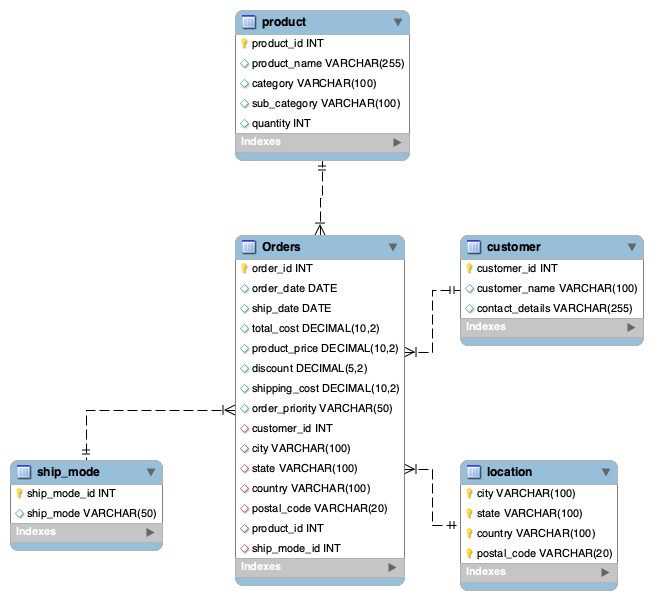 product
product_id INT
product_name VARCHAR(255)
category VARCHAR(100)
sub_category VARCHAR(100)
quantity INT
Indexes
Orders
order_id INT
order_date DATE
ship_date DATE
total_cost DECIMAL(10,2)
product_price DECIMAL(10,2)
discount DECIMAL(5,2)
shipping_cost DECIMAL(10,2)
order_priority VARCHAR(50)
customer_id INT
city VARCHAR(100)
state VARCHAR(100)
country VARCHAR(100)
postal_code VARCHAR(20)
product_id INT
ship_mode_id INT
Indexes
customer
customer_id INT
customer_name VARCHAR(100)
contact_details VARCHAR(255)
Indexes
ship_mode
ship_mode_id INT
ship_mode VARCHAR(50)
Indexes
location
city VARCHAR(100)
state VARCHAR(100)
country VARCHAR(100)
postal_code VARCHAR(20)
Indexes